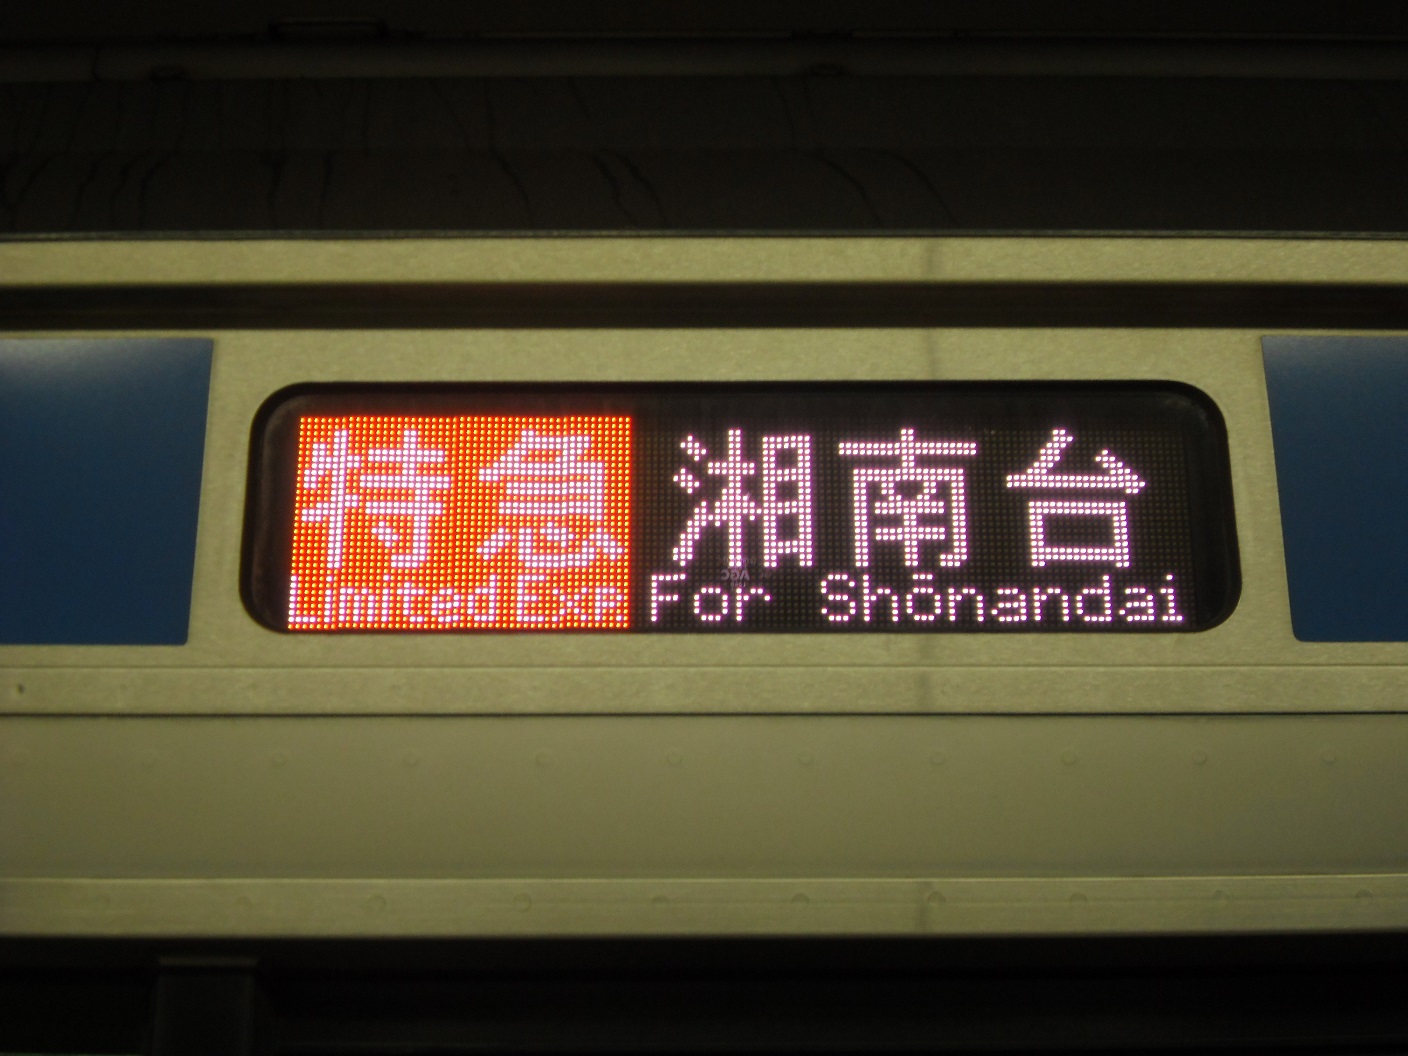 特急 湘南台
Limited Exp For Shōnandai